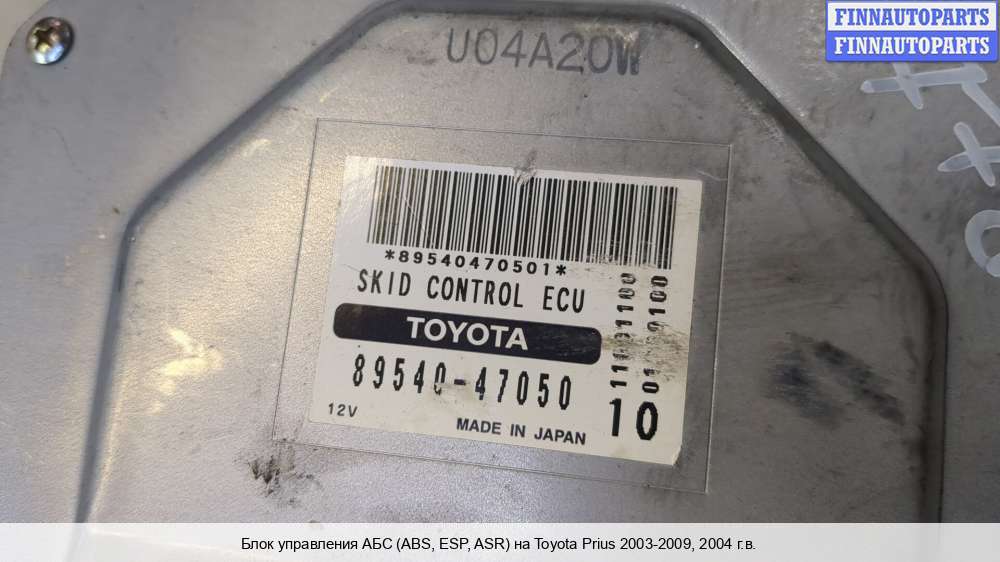 FINNAUTOPARTS
FINNAUTOPARTS
U04A20W
*89540470501*
SKID CONTROL ECU
TOYOTA
89540-47050
12V
MADE IN JAPAN
10
Блок управления АБС (ABS, ESP, ASR) на Toyota Prius 2003-2009, 2004 г.в.